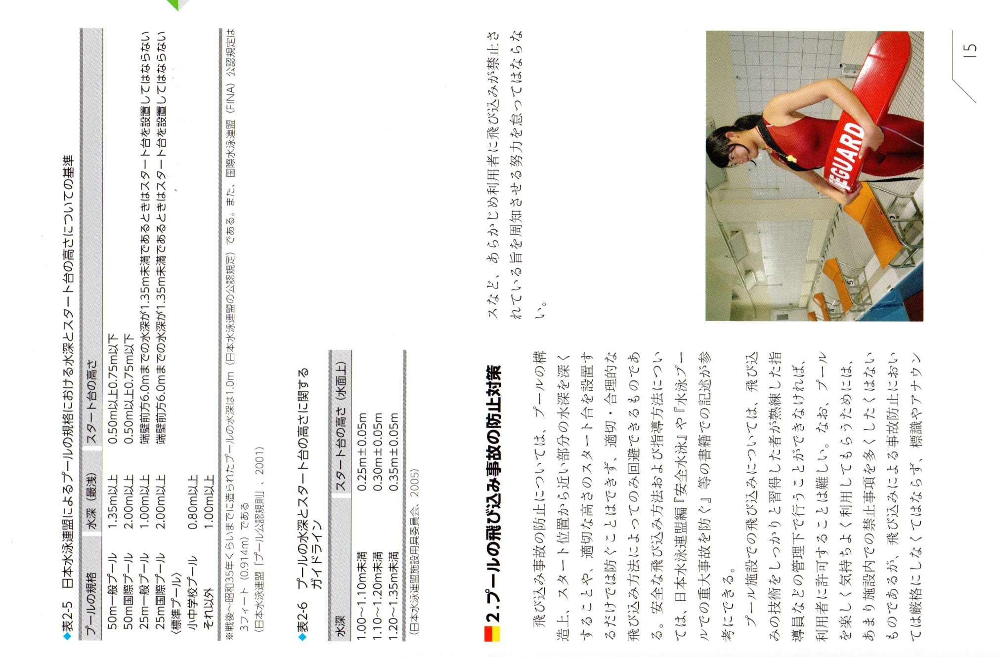 ◆表2-5　日本水泳連盟によるプールの規格における水深とスタート台の高さについての基準
プールの規格　水深（最浅）　スタート台の高さ
50m一般プール　1.35m以上　0.50m以上0.75m以下
50m国際プール　2.00m以上　0.50m以上0.75m以下
25m一般プール　1.00m以上　端壁前方6.0mまでの水深が1.35m未満であるときはスタート台を設置してはならない
25m国際プール　2.00m以上　端壁前方6.0mまでの水深が1.35m未満であるときはスタート台を設置してはならない
〈標準プール〉
小中学校プール　0.80m以上
それ以外　1.00m以上
※戦後～昭和35年くらいまでに造られたプールの水深は1.0m（日本水泳連盟の公認規定）である。また、国際水泳連盟（FINA）公認規定は
3フィート（0.914m）である
（日本水泳連盟「プール公認規則」、2001）
◆表2-6　プールの水深とスタート台の高さに関する
ガイドライン
水深　スタート台の高さ（水面上）
1.00～1.10m未満　0.25m±0.05m
1.10～1.20m未満　0.30m±0.05m
1.20～1.35m未満　0.35m±0.05m
（日本水泳連盟施設用具委員会、2005）
2.プールの飛び込み事故の防止対策
飛び込み事故の防止については、プールの構
造上、スタート位置から近い部分の水深を深く
することや、適切な高さのスタート台を設置す
るだけでは防ぐことはできず、適切・合理的な
飛び込み方法によってのみ回避できるものであ
る。安全な飛び込み方法および指導方法につい
ては、日本水泳連盟編『安全水泳』や『水泳プー
ルでの重大事故を防ぐ』等の書籍での記述が参
考にできる。
プール施設での飛び込みについては、飛び込
みの技術をしっかりと習得した者が熟練した指
導員などの管理下で行うことができなければ、
利用者に許可することは難しい。なお、プール
を楽しく気持ちよく利用してもらうためには、
あまり施設内での禁止事項を多くしたくはない
ものであるが、飛び込みによる事故防止におい
ては厳格にしなくてはならず、標識やアナウン
スなど、あらかじめ利用者に飛び込みが禁止さ
れている旨を周知させる努力を怠ってはならな
い。
EGUARD
5
15